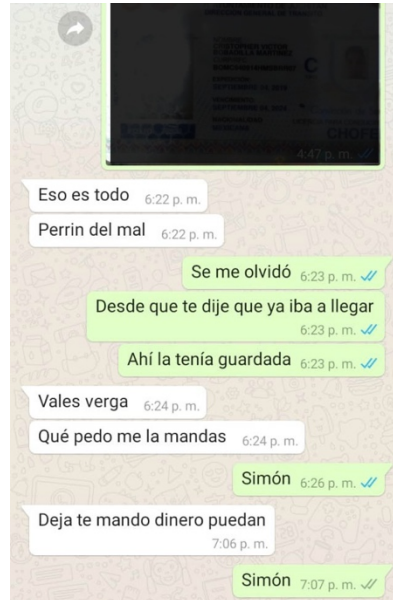 4:47 p. m.
Eso es todo 6:22 p. m.
Perrin del mal 6:22 p. m.
Se me olvidó 6:23 p. m.
Desde que te dije que ya iba a llegar
6:23 p. m.
Ahí la tenía guardada 6:23 p. m.
Vales verga 6:24 p. m.
Qué pedo me la mandas 6:24 p. m.
Simón 6:26 p. m.
Deja te mando dinero puedan
7:06 p. m.
Simón 7:07 p. m.